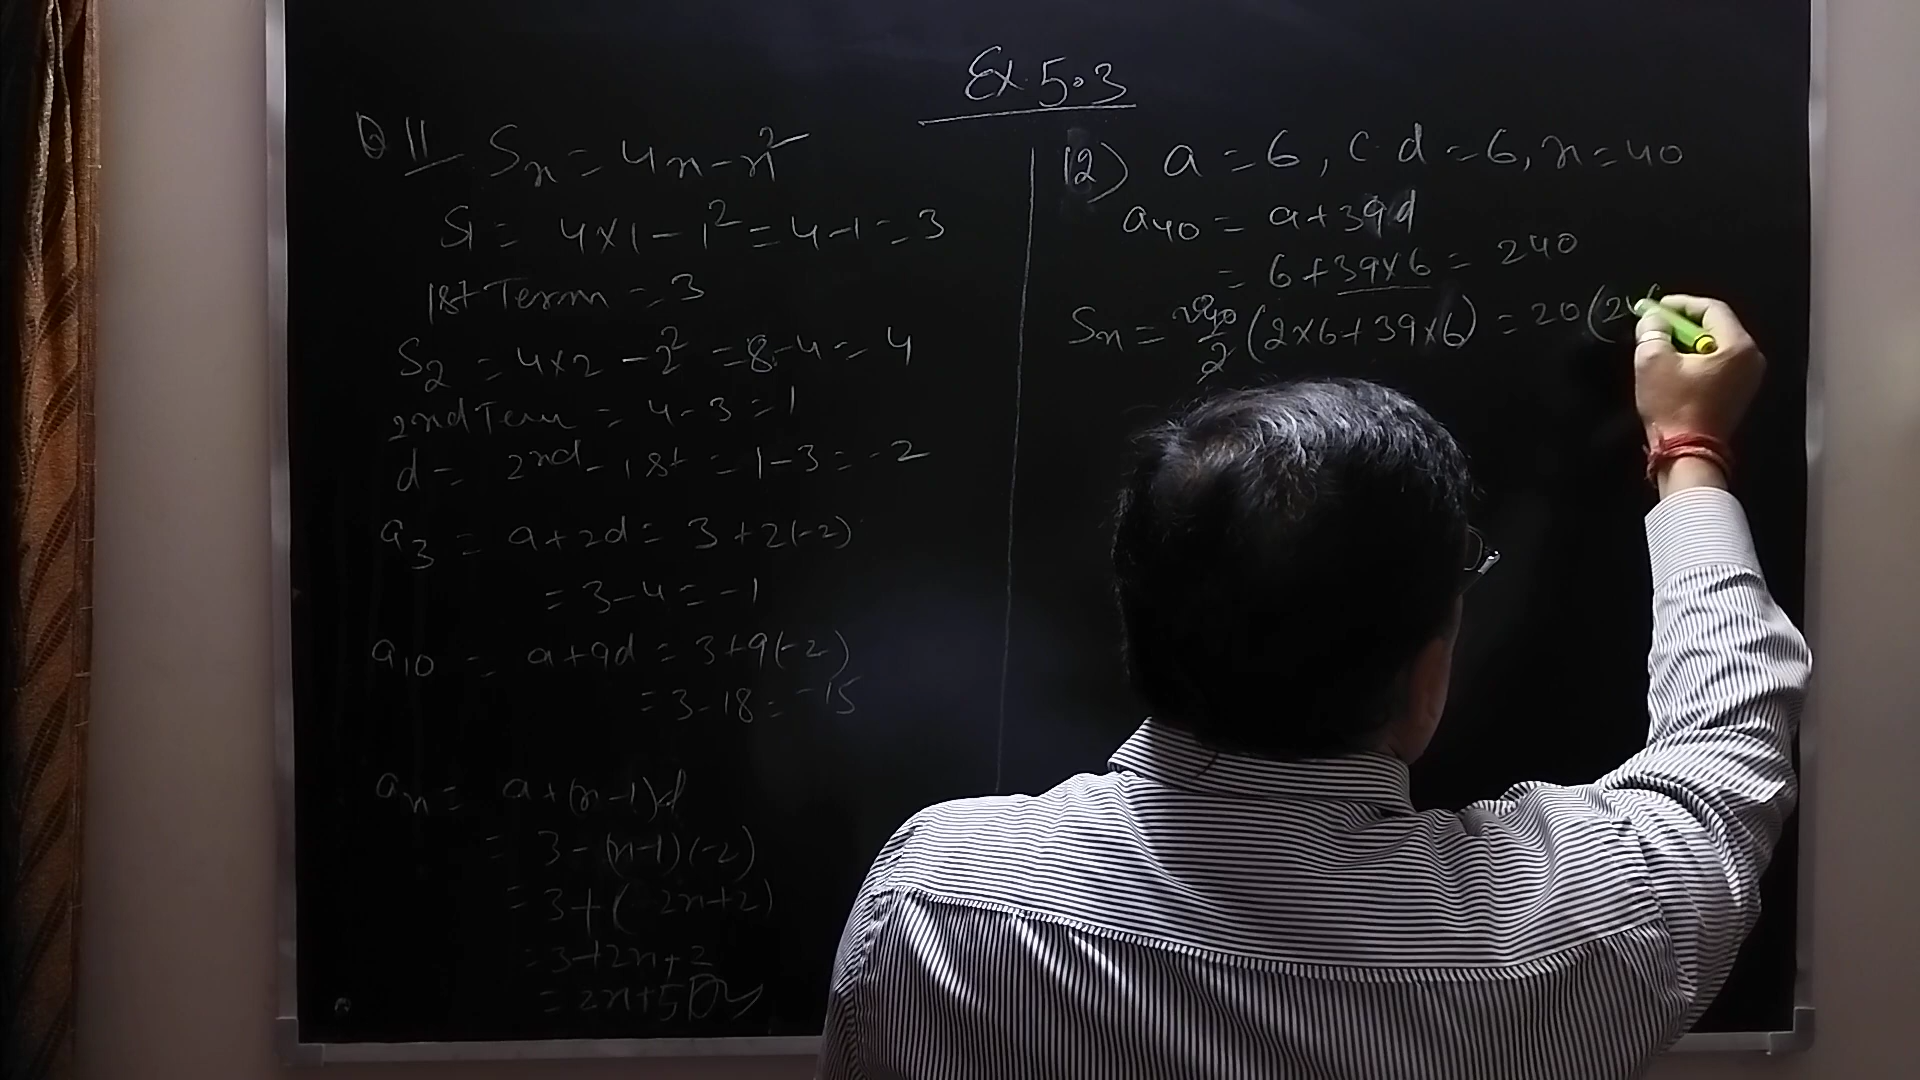 Ex. 5.3
Q 11 Sn = 4n - n²
S1 = 4×1 - 1² = 4-1 = 3
1st Term = 3
S2 = 4×2 - 2² = 8-4 = 4
2nd Term = 4-3 = 1
d = 2nd - 1st = 1-3 = -2
a3 = a+2d = 3+2(-2)
= 3-4 = -1
a10 = a+9d = 3+9(-2)
= 3-18 = -15
an = a+(n-1)d
= 3-(n-1)(-2)
= 3+(-2n+2)
= 3+2n+2
= 2n+5
12) a = 6, c.d = 6, n = 40
a40 = a+39d
= 6+39×6 = 240
Sn = 40/2 (2×6+39×6) = 20(24